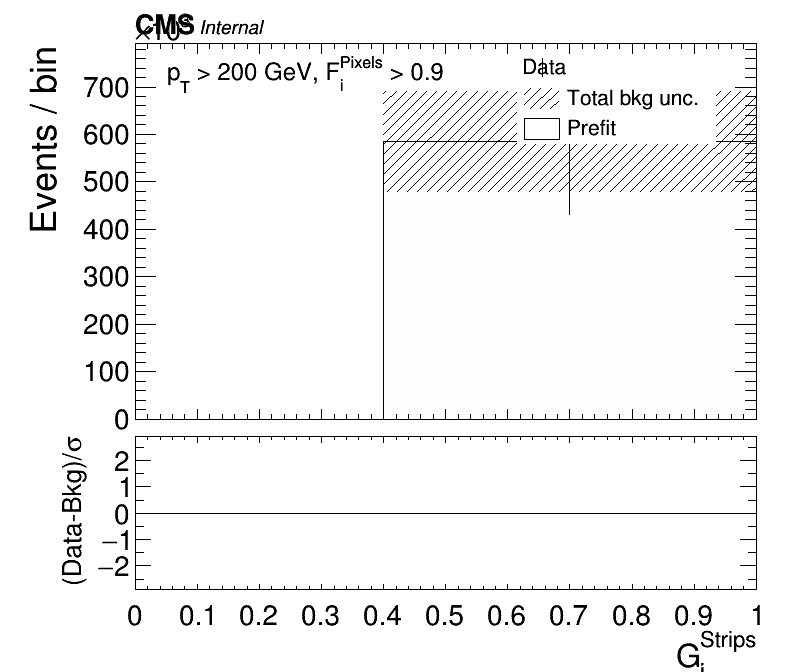 CMS Internal
×10³
p_T > 200 GeV, F_i^Pixels > 0.9
Data
Total bkg unc.
Prefit
Events / bin
700
600
500
400
300
200
100
0
(Data-Bkg)/σ
2
1
0
−1
−2
0 0.1 0.2 0.3 0.4 0.5 0.6 0.7 0.8 0.9 1
G_i^Strips